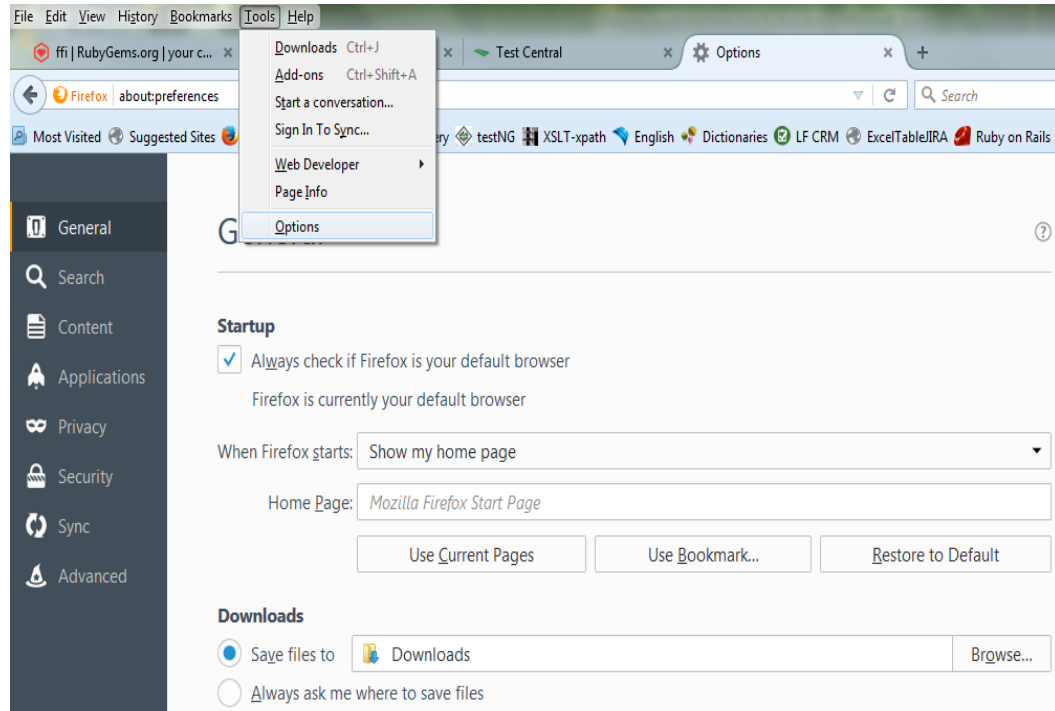 File Edit View History Bookmarks Tools Help
ffi | RubyGems.org | your c... Test Central Options
Downloads Ctrl+J
Add-ons Ctrl+Shift+A
Start a conversation...
Sign In To Sync...
Web Developer
Page Info
Options
Firefox about:preferences Search
Most Visited Suggested Sites testNG XSLT-xpath English Dictionaries LF CRM ExcelTableJIRA Ruby on Rails
General
Search
Content
Applications
Privacy
Security
Sync
Advanced
Startup
Always check if Firefox is your default browser
Firefox is currently your default browser
When Firefox starts: Show my home page
Home Page: Mozilla Firefox Start Page
Use Current Pages Use Bookmark... Restore to Default
Downloads
Save files to Downloads Browse...
Always ask me where to save files